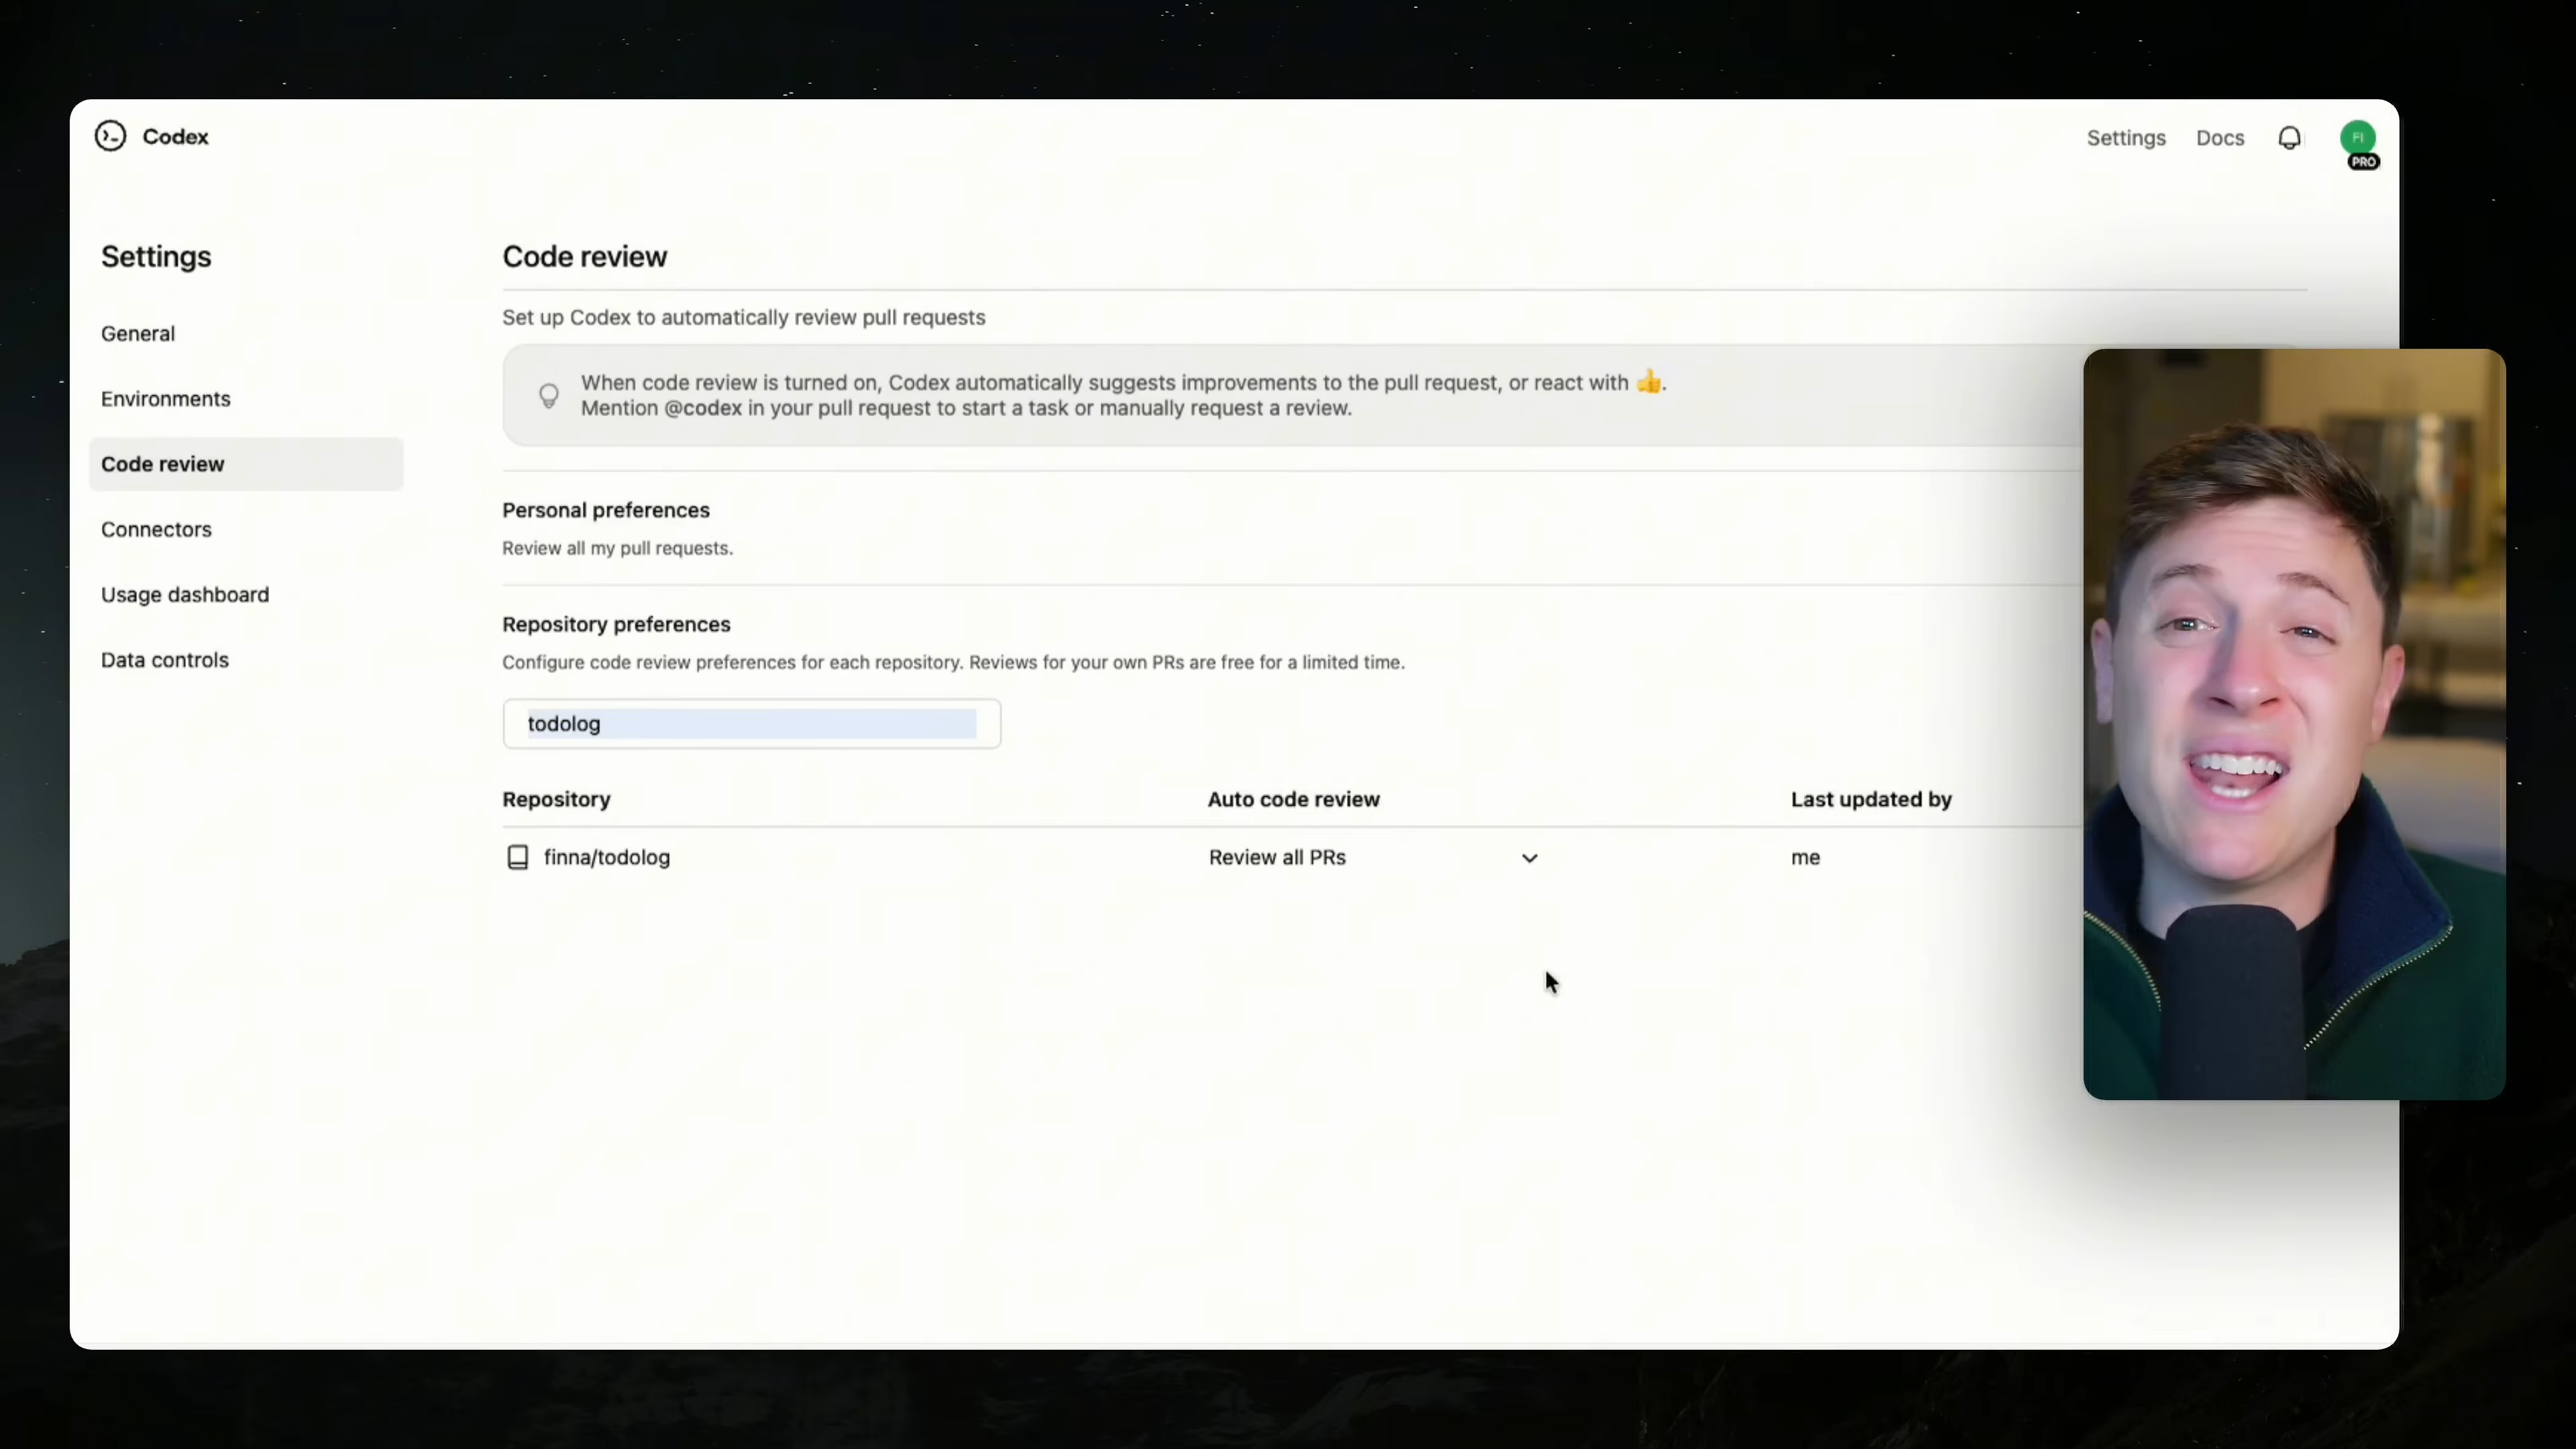 Codex
Settings
Docs
FI
PRO
Settings
General
Environments
Code review
Connectors
Usage dashboard
Data controls
Code review
Set up Codex to automatically review pull requests
When code review is turned on, Codex automatically suggests improvements to the pull request, or react with 👍.
Mention @codex in your pull request to start a task or manually request a review.
Personal preferences
Review all my pull requests.
Repository preferences
Configure code review preferences for each repository. Reviews for your own PRs are free for a limited time.
todolog
Repository
Auto code review
Last updated by
finna/todolog
Review all PRs
me